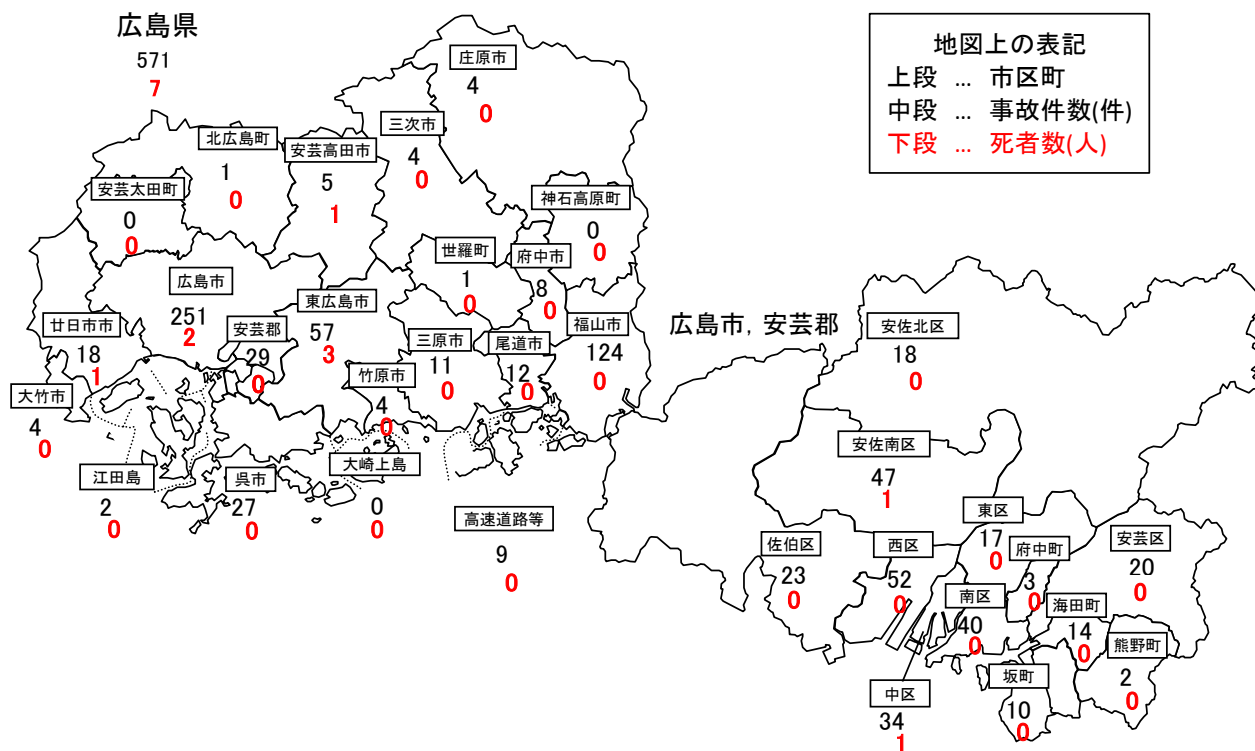 広島県
571
7
地図上の表記
上段 … 市区町
中段 … 事故件数(件)
下段 … 死者数(人)
庄原市
4
0
三次市
4
0
北広島町
1
0
安芸高田市
5
1
安芸太田町
0
0
神石高原町
0
0
世羅町
1
0
府中市
8
0
広島市
251
2
東広島市
57
3
安芸郡
29
0
廿日市市
18
1
福山市
124
0
三原市
11
0
尾道市
12
0
竹原市
4
0
大竹市
4
0
江田島
2
0
呉市
27
0
大崎上島
0
0
高速道路等
9
0
広島市, 安芸郡
安佐北区
18
0
安佐南区
47
1
東区
17
0
佐伯区
23
0
西区
52
0
府中町
3
0
安芸区
20
0
南区
40
0
海田町
14
0
熊野町
2
0
坂町
10
0
中区
34
1